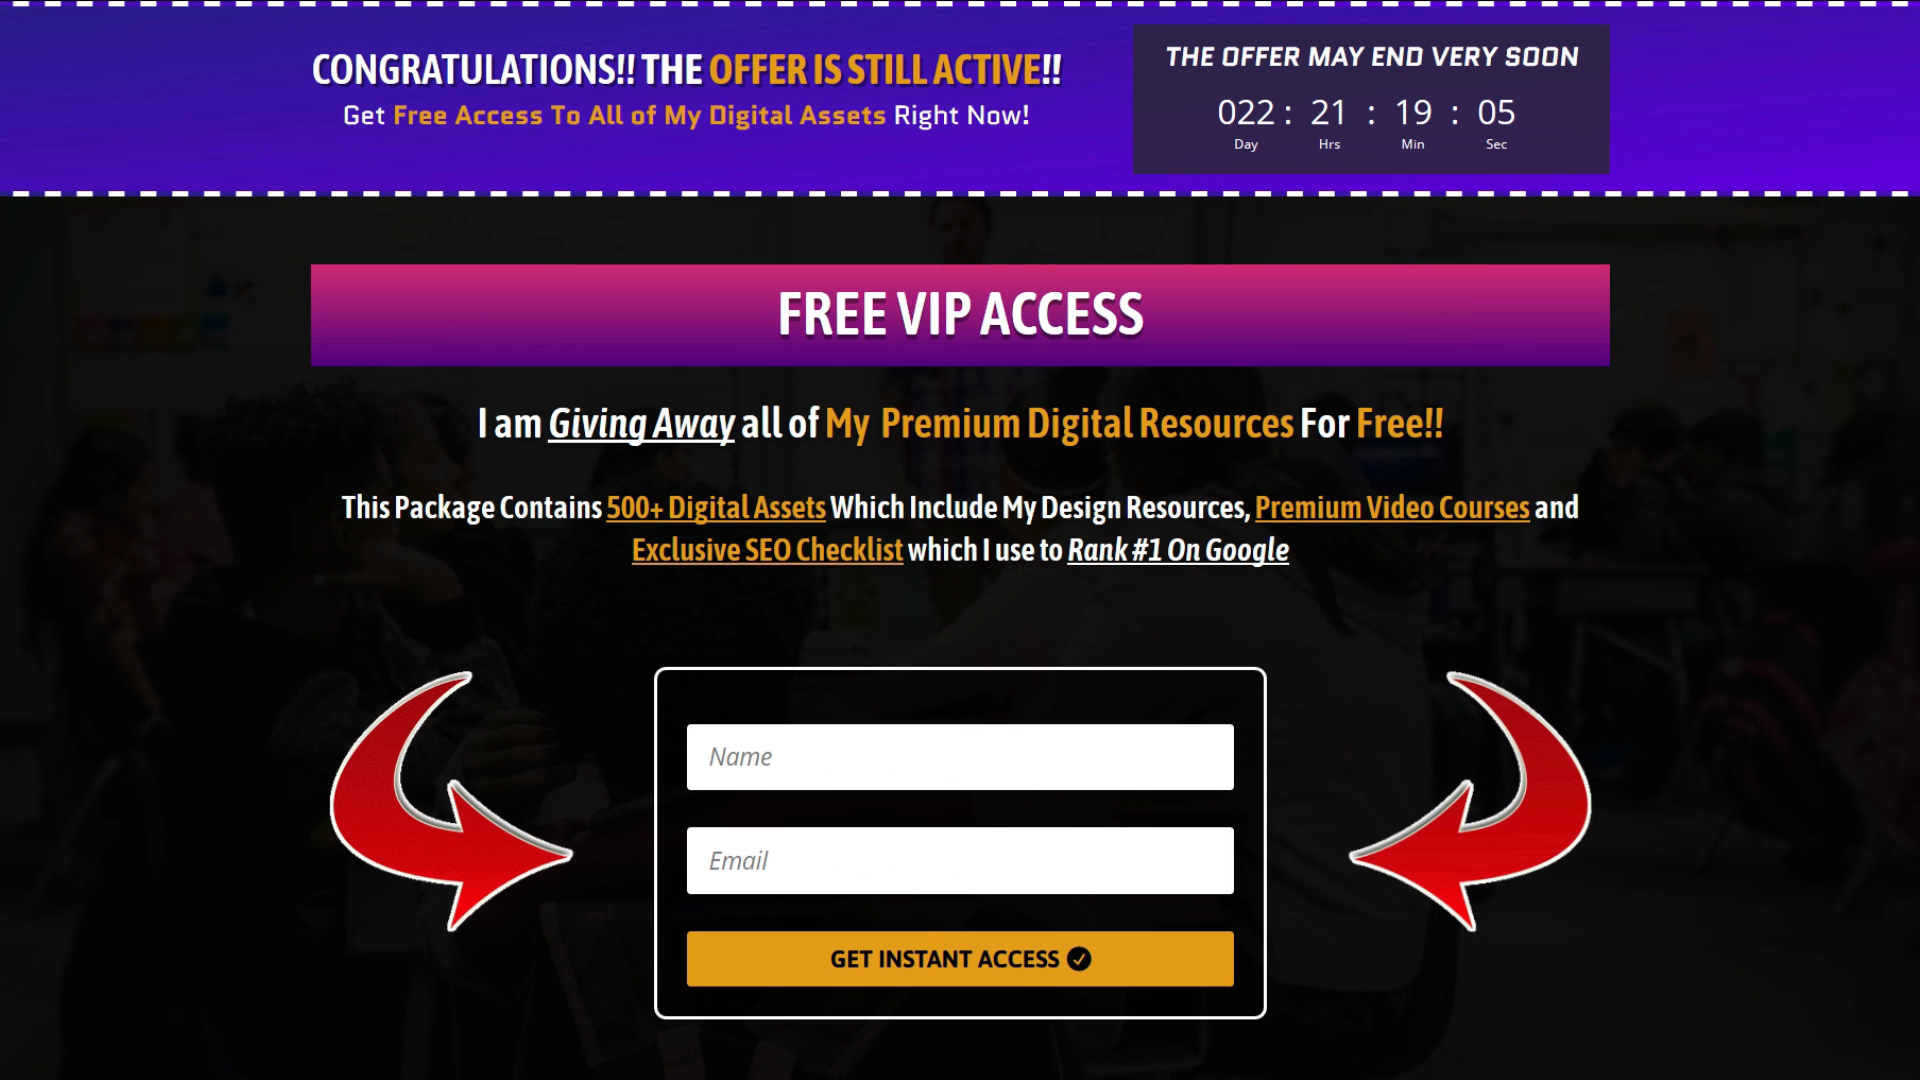 CONGRATULATIONS!! THE OFFER IS STILL ACTIVE!!
Get Free Access To All of My Digital Assets Right Now!
THE OFFER MAY END VERY SOON
022 : 21 : 19 : 05
Day Hrs Min Sec
FREE VIP ACCESS
I am Giving Away all of My Premium Digital Resources For Free!!
This Package Contains 500+ Digital Assets Which Include My Design Resources, Premium Video Courses and
Exclusive SEO Checklist which I use to Rank #1 On Google
Name
Email
GET INSTANT ACCESS